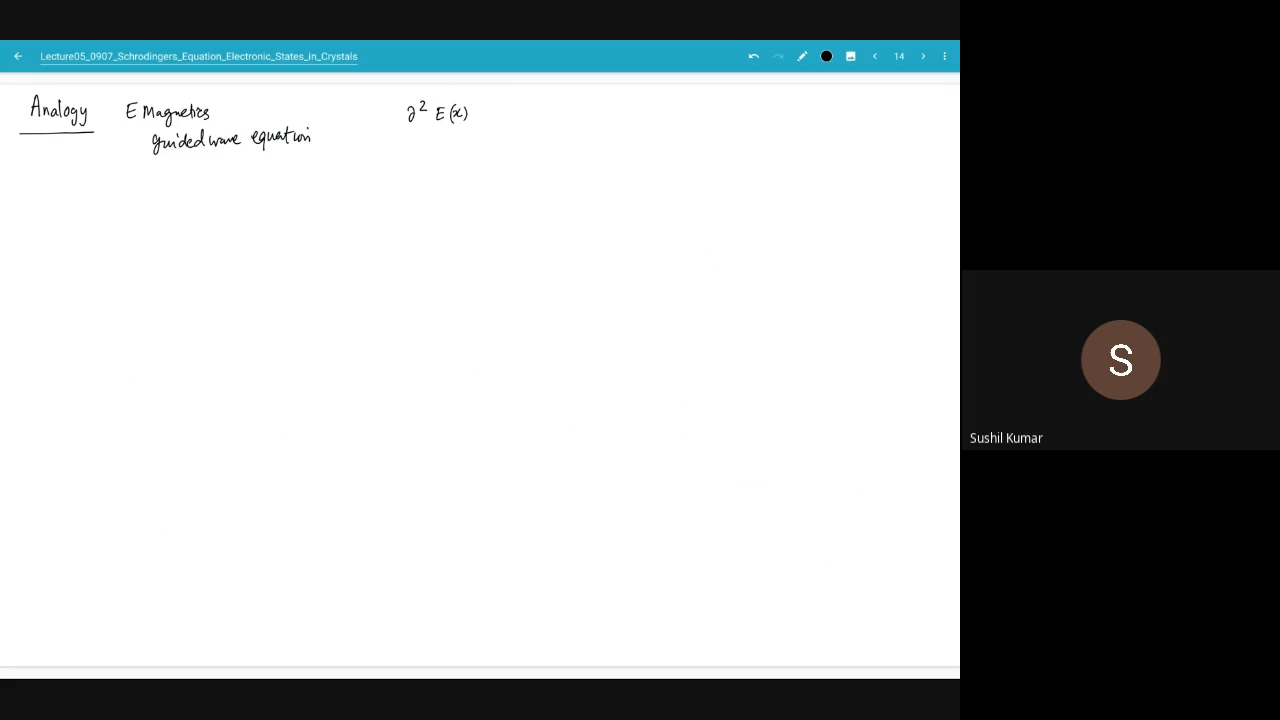 Lecture05_0907_Schrodingers_Equation_Electronic_States_in_Crystals
14
Analogy E Magnetics ∂² E(x)
guided wave equation
S
Sushil Kumar